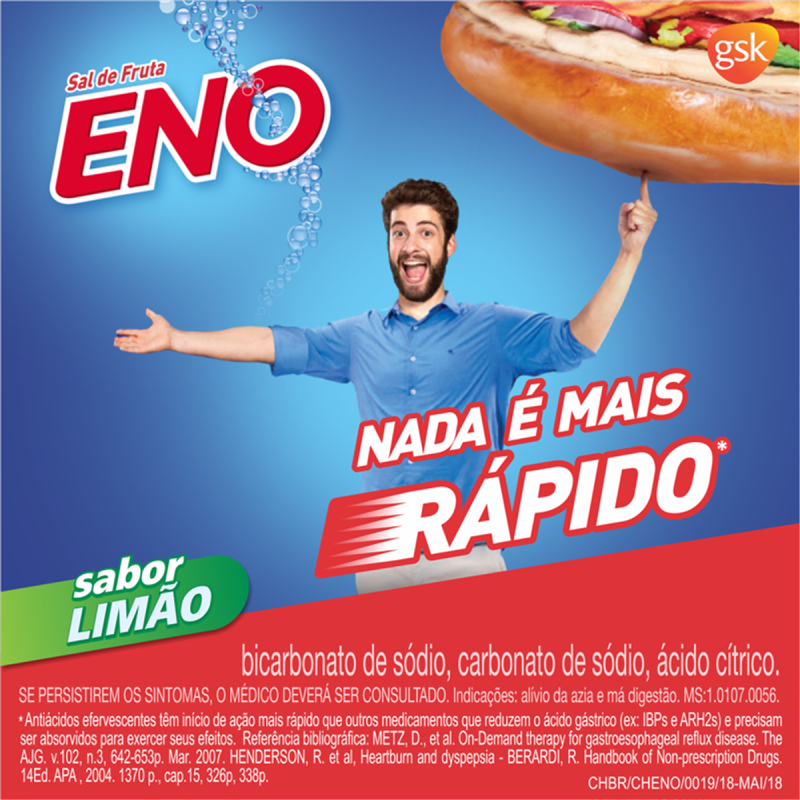 Sal de Fruta
ENO
gsk
NADA É MAIS
RÁPIDO*
sabor
LIMÃO
bicarbonato de sódio, carbonato de sódio, ácido cítrico.
SE PERSISTIREM OS SINTOMAS, O MÉDICO DEVERÁ SER CONSULTADO. Indicações: alívio da azia e má digestão. MS:1.0107.0056.
*Antiácidos efervescentes têm início de ação mais rápido que outros medicamentos que reduzem o ácido gástrico (ex: IBPs e ARH2s) e precisam
ser absorvidos para exercer seus efeitos. Referência bibliográfica: METZ, D., et al. On-Demand therapy for gastroesophageal reflux disease. The
AJG. v.102, n.3, 642-653p. Mar. 2007. HENDERSON, R. et al, Heartburn and dyspepsia - BERARDI, R. Handbook of Non-prescription Drugs.
14Ed. APA , 2004. 1370 p., cap.15, 326p, 338p.
CHBR/CHENO/0019/18-MAI/18